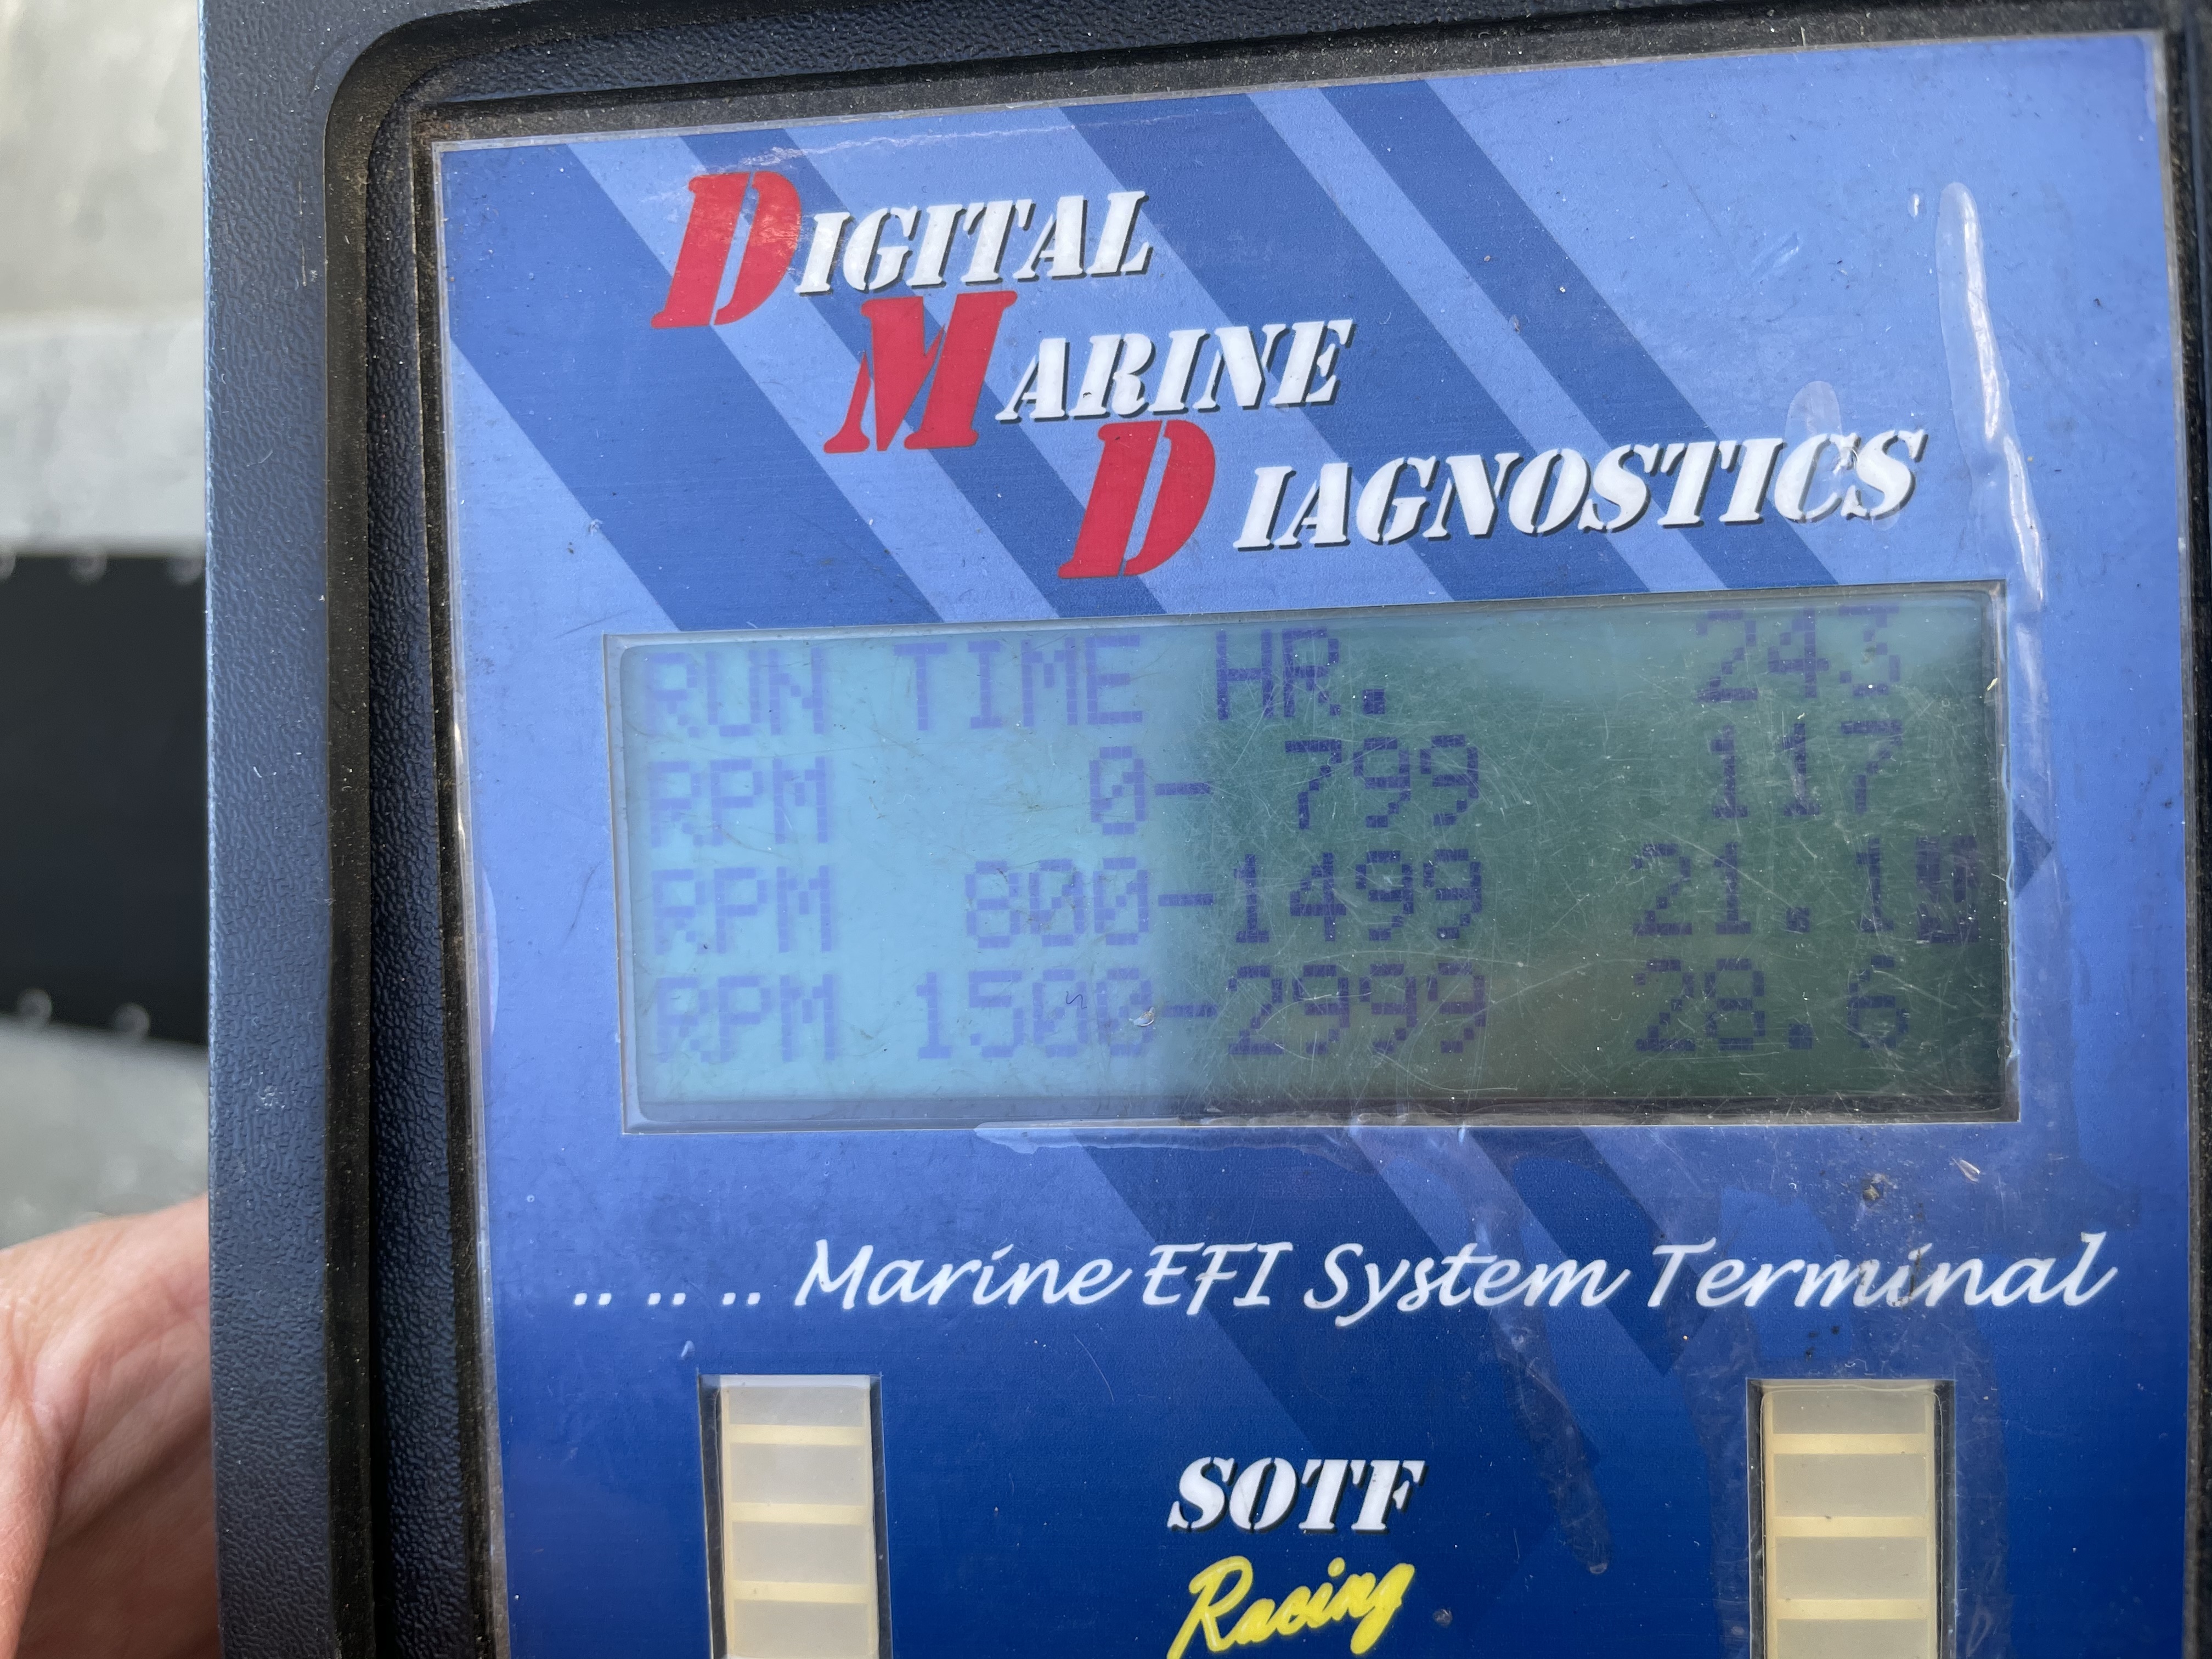 DIGITAL
MARINE
DIAGNOSTICS
RUN TIME HR. 243
RPM 0- 799 117
RPM 800-1499 21.1
RPM 1500-2999 28.6
.. .. .. Marine EFI System Terminal
SOTF
Racing